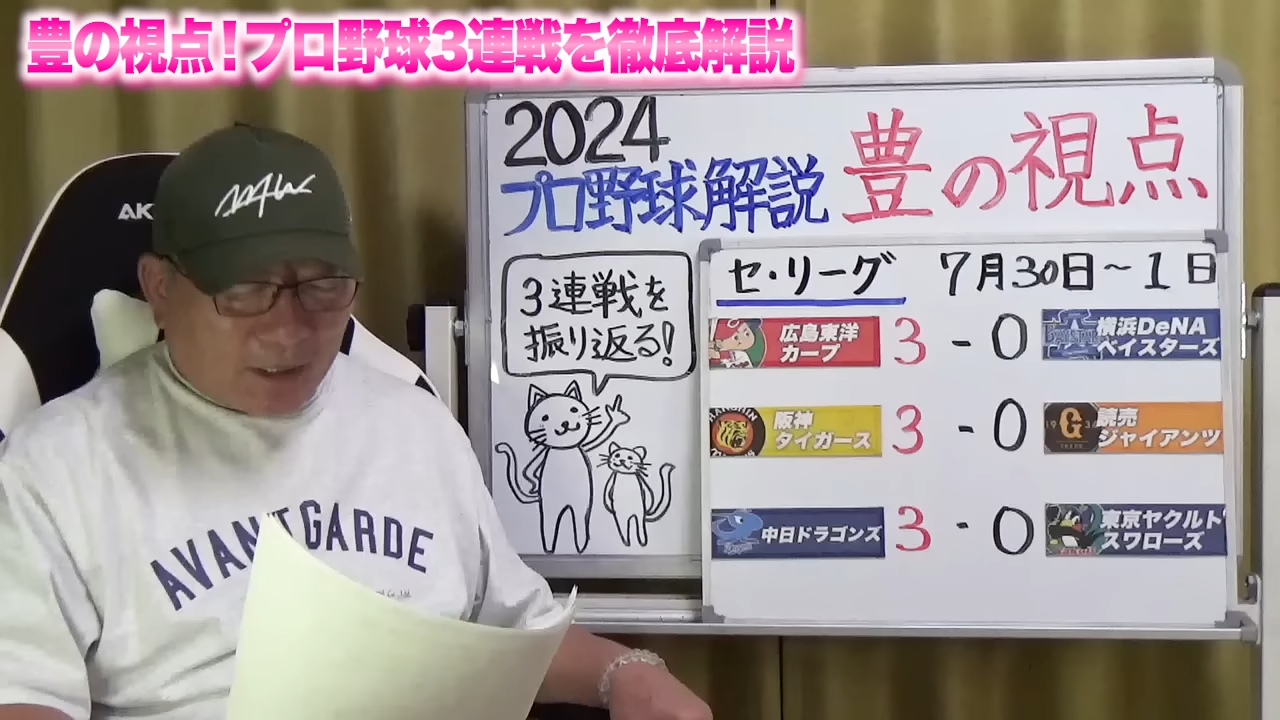 豊の視点！プロ野球3連戦を徹底解説
2024
プロ野球解説
豊の視点
3連戦を
振り返る!
セ・リーグ 7月30日~1日
広島東洋
カープ
3 - 0
横浜DeNA
ベイスターズ
阪神
タイガース
3 - 0
読売
ジャイアンツ
中日ドラゴンズ
3 - 0
東京ヤクルト
スワローズ
AK
AVANTGARDE